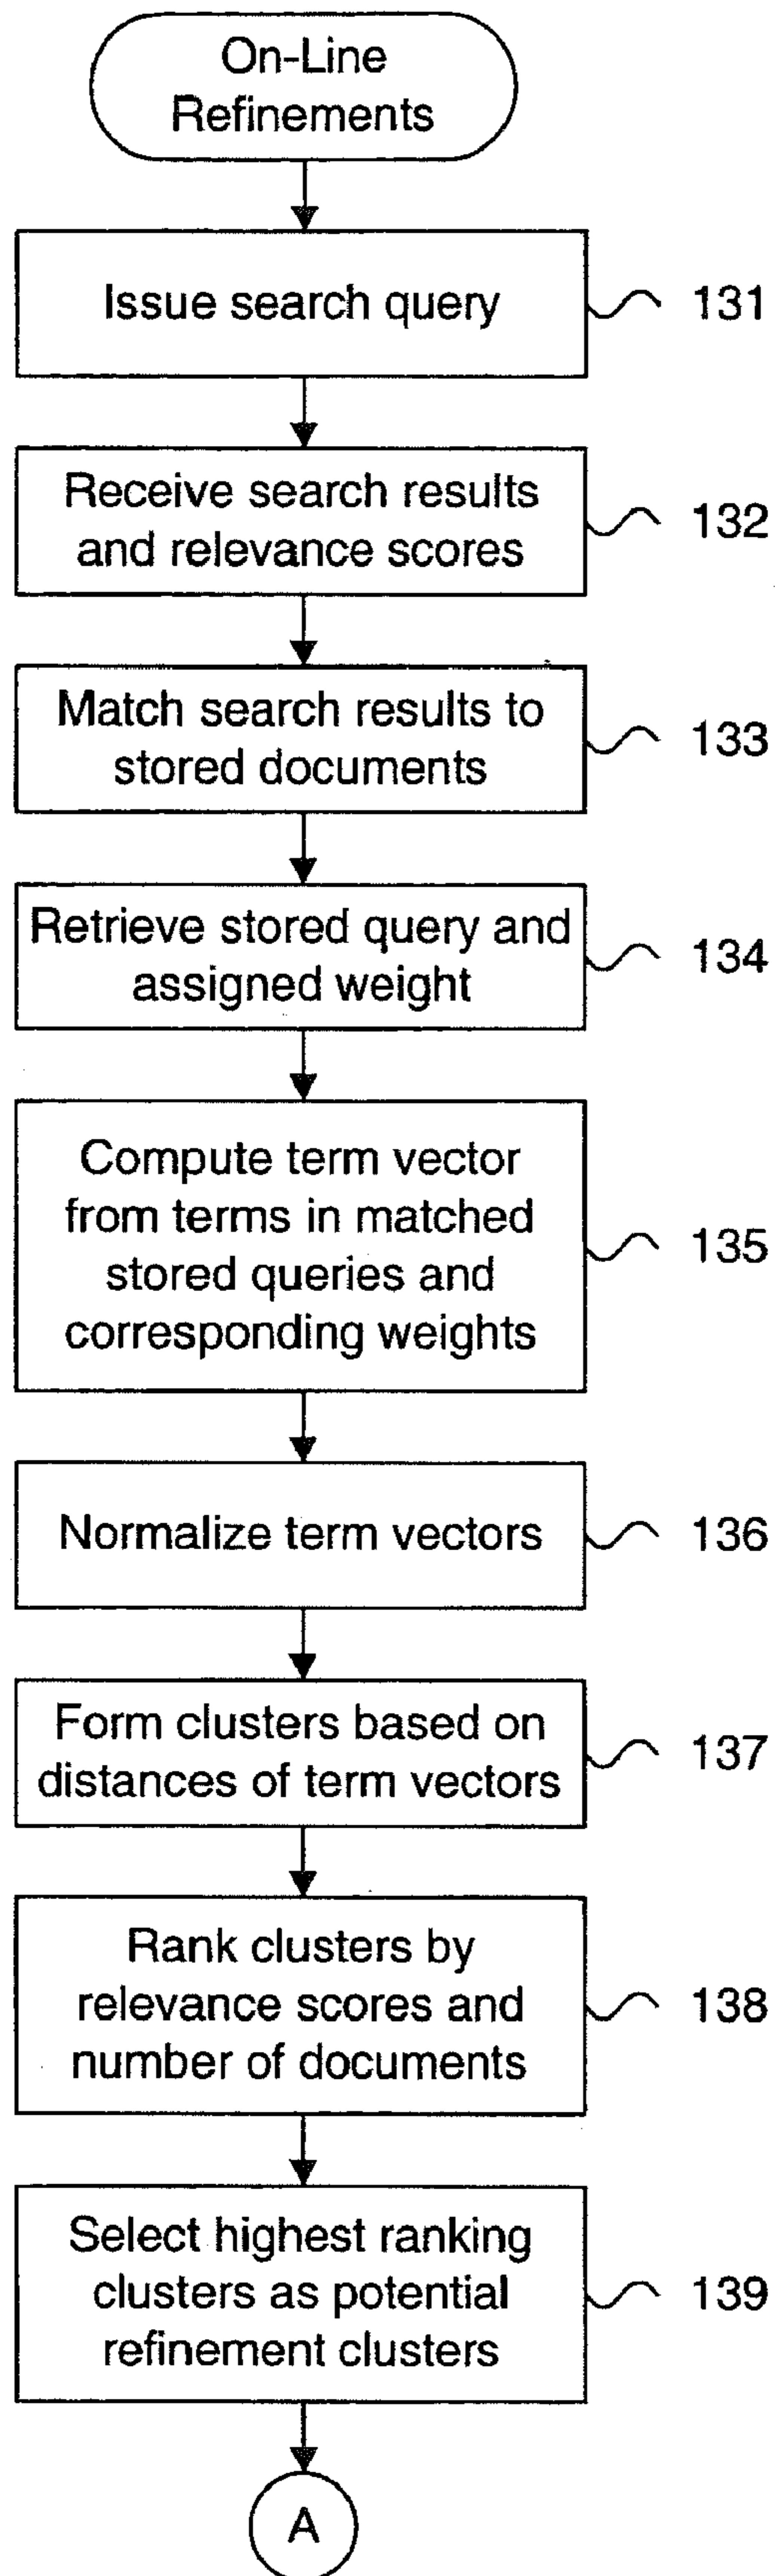 On-Line
Refinements
Issue search query
131
Receive search results
and relevance scores
132
Match search results to
stored documents
133
Retrieve stored query and
assigned weight
134
Compute term vector
from terms in matched
stored queries and
corresponding weights
135
Normalize term vectors
136
Form clusters based on
distances of term vectors
137
Rank clusters by
relevance scores and
number of documents
138
Select highest ranking
clusters as potential
refinement clusters
139
A